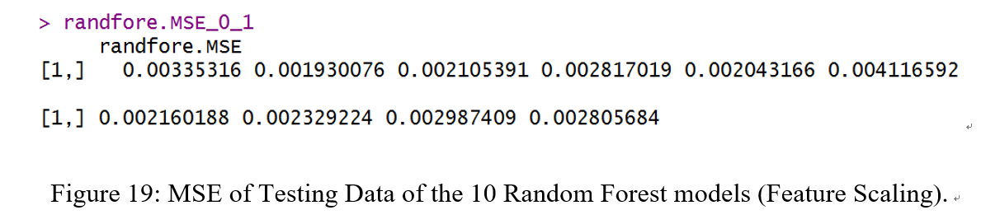 > randfore.MSE_0_1
randfore.MSE
[1,] 0.00335316 0.001930076 0.002105391 0.002817019 0.002043166 0.004116592
[1,] 0.002160188 0.002329224 0.002987409 0.002805684
Figure 19: MSE of Testing Data of the 10 Random Forest models (Feature Scaling).